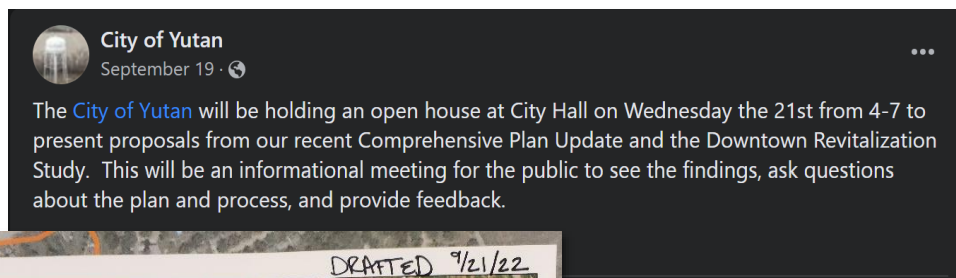 City of Yutan
September 19 ·
The City of Yutan will be holding an open house at City Hall on Wednesday the 21st from 4-7 to
present proposals from our recent Comprehensive Plan Update and the Downtown Revitalization
Study.  This will be an informational meeting for the public to see the findings, ask questions
about the plan and process, and provide feedback.
DRAFTED 9/21/22